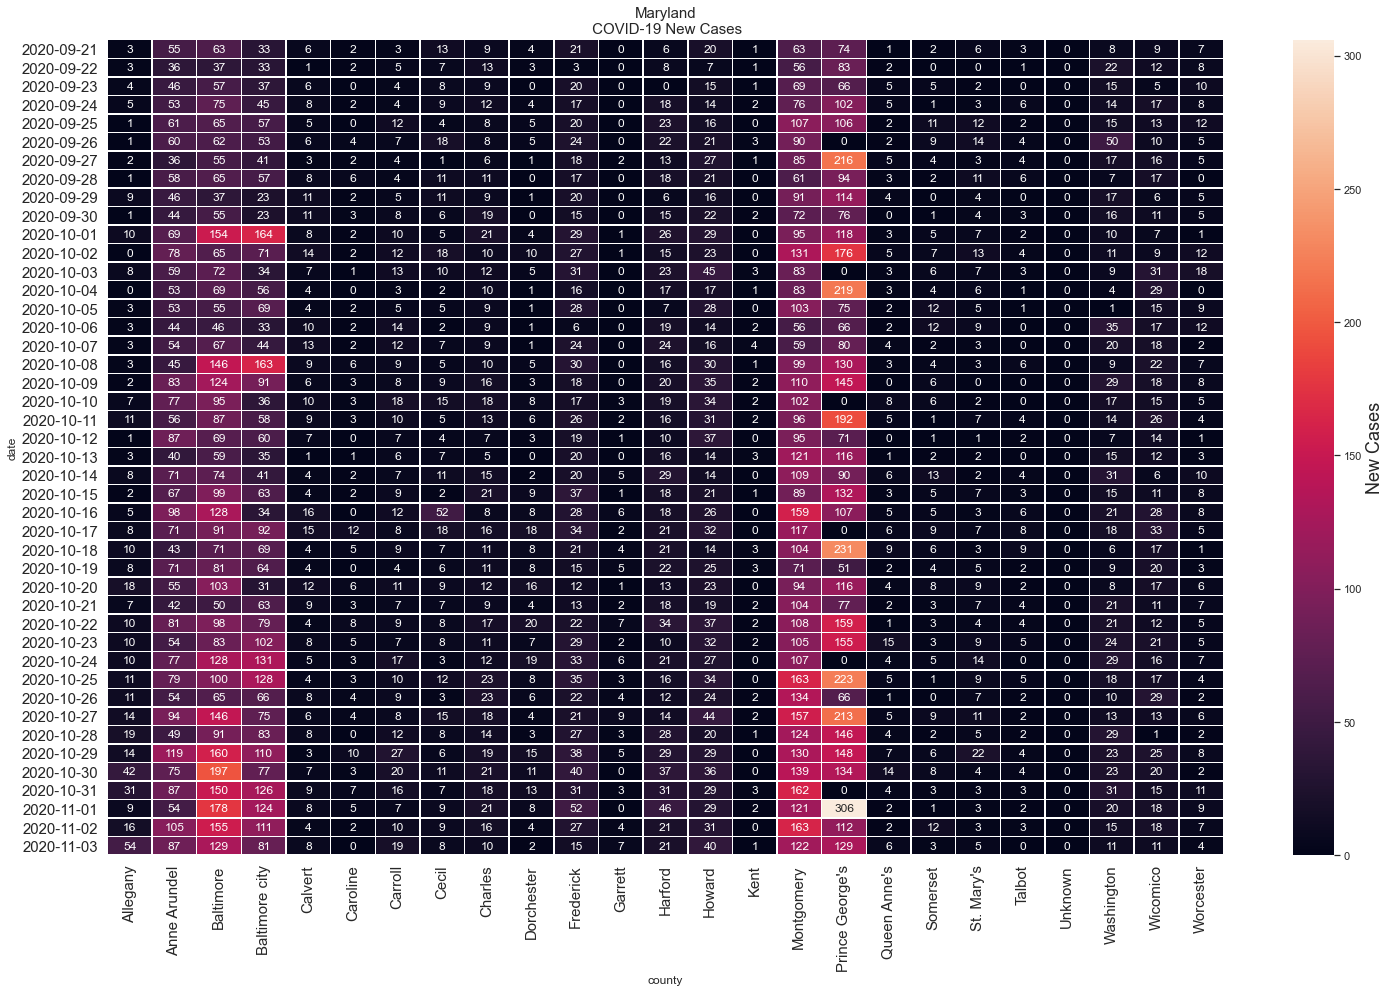 Maryland
COVID-19 New Cases
2020-09-21 3 55 63 33 6 2 3 13 9 4 21 0 6 20 1 63 74 1 2 6 3 0 8 9 7
2020-09-22 3 36 37 33 1 2 5 7 13 3 3 0 8 7 1 56 83 2 0 0 1 0 22 12 8
2020-09-23 4 46 57 37 6 0 4 8 9 0 20 0 0 15 1 69 66 5 5 2 0 0 15 5 10
2020-09-24 5 53 75 45 8 2 4 9 12 4 17 0 18 14 2 76 102 5 1 3 6 0 14 17 8
2020-09-25 1 61 65 57 5 0 12 4 8 5 20 0 23 16 0 107 106 2 11 12 2 0 15 13 12
2020-09-26 1 60 62 53 6 4 7 18 8 5 24 0 22 21 3 90 0 2 9 14 4 0 50 10 5
2020-09-27 2 36 55 41 3 2 4 1 6 1 18 2 13 27 1 85 216 5 4 3 4 0 17 16 5
2020-09-28 1 58 65 57 8 6 4 11 11 0 17 0 18 21 0 61 94 3 2 11 6 0 7 17 0
2020-09-29 9 46 37 23 11 2 5 11 9 1 20 0 6 16 0 91 114 4 0 4 0 0 17 6 5
2020-09-30 1 44 55 23 11 3 8 6 19 0 15 0 15 22 2 72 76 0 1 4 3 0 16 11 5
2020-10-01 10 69 154 164 8 2 10 5 21 4 29 1 26 29 0 95 118 3 5 7 2 0 10 7 1
2020-10-02 0 78 65 71 14 2 12 18 10 10 27 1 15 23 0 131 176 5 7 13 4 0 11 9 12
2020-10-03 8 59 72 34 7 1 13 10 12 5 31 0 23 45 3 83 0 3 6 7 3 0 9 31 18
2020-10-04 0 53 69 56 4 0 3 2 10 1 16 0 17 17 1 83 219 3 4 6 1 0 4 29 0
2020-10-05 3 53 55 69 4 2 5 5 9 1 28 0 7 28 0 103 75 2 12 5 1 0 1 15 9
2020-10-06 3 44 46 33 10 2 14 2 9 1 6 0 19 14 2 56 66 2 12 9 0 0 35 17 12
2020-10-07 3 54 67 44 13 2 12 7 9 1 24 0 24 16 4 59 80 4 2 2 0 0 20 18 2
2020-10-08 3 45 146 163 9 6 9 5 10 5 30 0 16 30 1 99 130 3 4 3 6 0 9 22 7
2020-10-09 2 83 124 91 6 3 8 9 16 3 18 0 20 35 2 110 145 0 6 0 0 0 29 18 8
2020-10-10 7 77 95 36 10 3 18 15 18 8 17 3 19 34 2 102 0 8 6 2 0 0 17 15 5
2020-10-11 11 56 87 58 9 3 10 5 13 6 26 2 16 31 2 96 192 5 1 7 4 0 14 26 4
2020-10-12 1 87 69 60 7 0 7 4 7 3 19 1 10 37 0 95 71 0 1 1 2 0 7 14 1
2020-10-13 3 40 59 35 1 1 6 7 5 0 20 0 16 14 3 121 116 1 2 2 0 0 15 12 3
2020-10-14 8 71 74 41 4 2 7 11 15 2 20 5 29 14 0 109 90 6 13 2 4 0 31 6 10
2020-10-15 2 67 99 63 4 2 9 2 21 9 37 1 18 21 1 89 132 3 5 7 3 0 15 11 8
2020-10-16 5 98 128 34 16 0 12 52 8 8 28 6 18 26 0 159 107 5 5 3 6 0 21 28 8
2020-10-17 8 71 91 92 15 12 8 18 16 18 34 2 21 32 0 117 0 6 9 7 8 0 9 33 5
2020-10-18 10 43 71 69 4 5 9 7 11 8 21 4 21 14 3 104 231 9 6 3 9 0 6 17 1
2020-10-19 8 71 81 64 4 0 4 6 11 8 15 5 22 25 3 71 51 2 4 5 2 0 9 20 3
2020-10-20 18 55 103 31 12 6 11 9 12 16 12 1 13 23 0 94 116 4 8 9 2 0 8 17 6
2020-10-21 7 42 50 63 9 3 7 7 9 4 13 2 18 19 2 104 77 2 3 7 4 0 21 11 7
2020-10-22 10 81 98 79 4 8 9 8 17 20 22 7 34 37 2 108 159 1 3 4 4 0 21 12 5
2020-10-23 10 54 83 102 8 5 7 8 11 7 29 2 10 32 2 105 155 15 3 9 5 0 24 21 5
2020-10-24 10 77 128 131 5 3 17 3 12 19 33 6 21 27 0 107 0 4 5 14 0 0 29 16 7
2020-10-25 11 79 100 128 4 3 10 12 23 8 35 3 16 34 0 163 223 5 1 9 5 0 18 17 4
2020-10-26 11 54 65 66 8 4 9 3 23 6 22 4 12 24 2 134 66 1 0 7 2 0 10 29 2
2020-10-27 14 94 146 75 6 4 8 15 18 4 21 9 14 44 2 157 213 5 9 11 2 0 13 13 6
2020-10-28 19 49 91 83 8 0 12 8 14 3 27 3 28 20 1 124 146 4 2 5 2 0 29 1 2
2020-10-29 14 119 160 110 3 10 27 6 19 15 38 5 29 29 0 130 148 7 6 22 4 0 23 25 8
2020-10-30 42 75 197 77 7 3 20 11 21 11 40 0 37 36 0 139 134 14 8 4 4 0 23 20 2
2020-10-31 31 87 150 126 9 7 16 7 18 13 31 3 31 29 3 162 0 4 3 3 3 0 31 15 11
2020-11-01 9 54 178 124 8 5 7 9 21 8 52 0 46 29 2 121 306 2 1 3 2 0 20 18 9
2020-11-02 16 105 155 111 4 2 10 9 16 4 27 4 21 31 0 163 112 2 12 3 3 0 15 18 7
2020-11-03 54 87 129 81 8 0 19 8 10 2 15 7 21 40 1 122 129 6 3 5 0 0 11 11 4
date
Allegany Anne Arundel Baltimore Baltimore city Calvert Caroline Carroll Cecil Charles Dorchester Frederick Garrett Harford Howard Kent Montgomery Prince George's Queen Anne's Somerset St. Mary's Talbot Unknown Washington Wicomico Worcester
county
300
250
200
150
100
50
0
New Cases